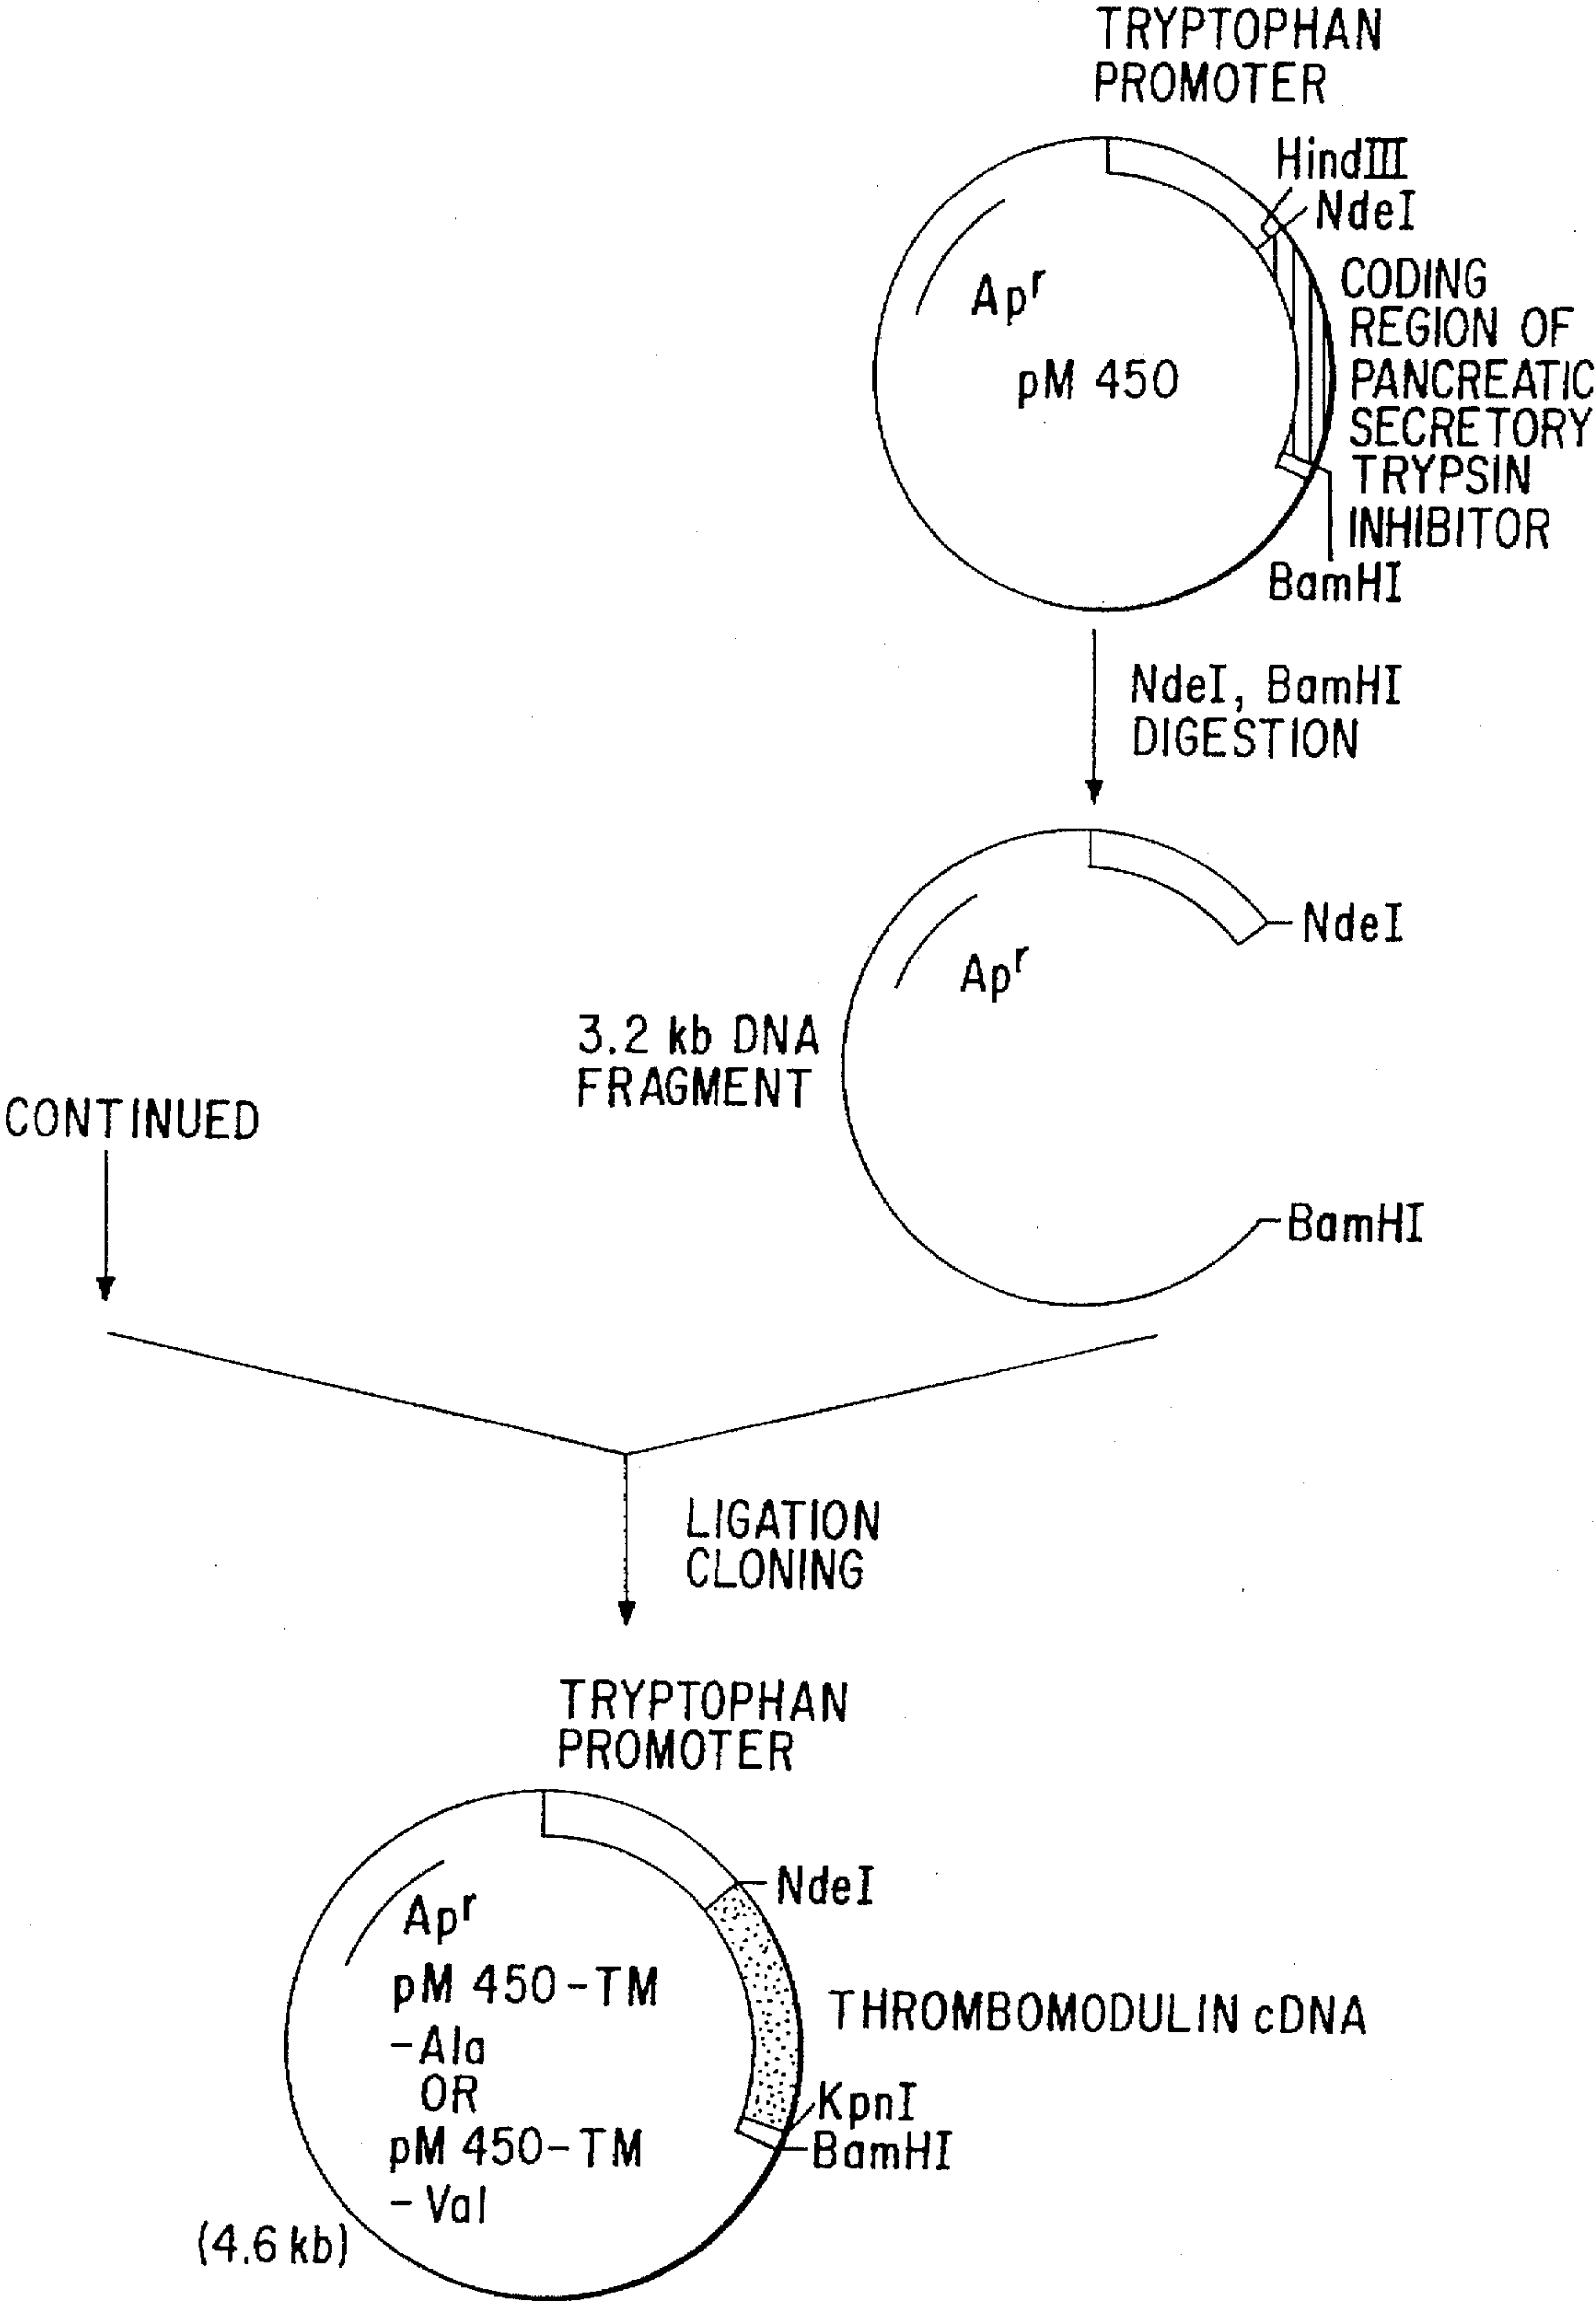 TRYPTOPHAN
PROMOTER
HindIII
NdeI
CODING
REGION OF
PANCREATIC
SECRETORY
TRYPSIN
INHIBITOR
BamHI
Apr
pM 450
NdeI, BamHI
DIGESTION
NdeI
Apr
3.2 kb DNA
FRAGMENT
CONTINUED
BamHI
LIGATION
CLONING
TRYPTOPHAN
PROMOTER
NdeI
Apr
pM 450-TM
-Ala
OR
pM 450-TM
-Val
THROMBOMODULIN cDNA
KpnI
BamHI
(4.6 kb)